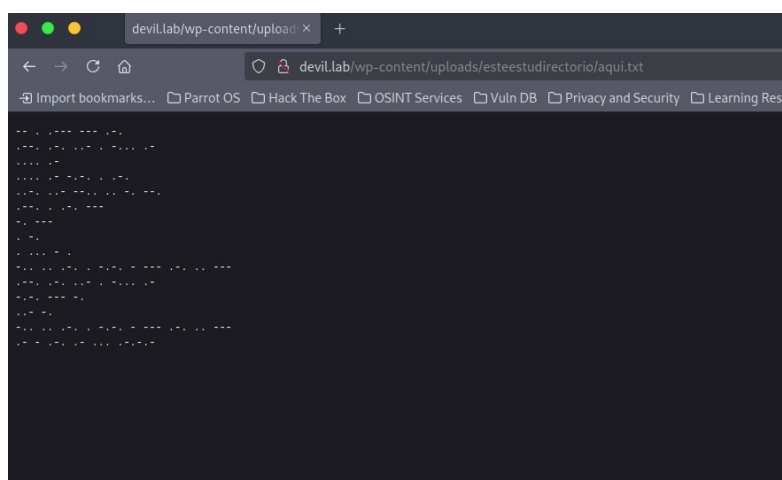 devil.lab/wp-content/upload
devil.lab/wp-content/uploads/esteestudirectorio/aqui.txt
Import bookmarks... Parrot OS Hack The Box OSINT Services Vuln DB Privacy and Security Learning Res
-- . .--- --- .-.
.--. .-. ..- . -... .-
.... .-
.... .- -.-. . .-.
..-. ..- --.. .. -. --.
.--. . .-. ---
-. ---
. -.
. ... - .
-.. .. .-. . -.-. - --- .-. .. ---
.--. .-. ..- . -... .-
-.-. --- -.
..- -.
-.. .. .-. . -.-. - --- .-. .. ---
.- - .-. .- ... .-.-.-